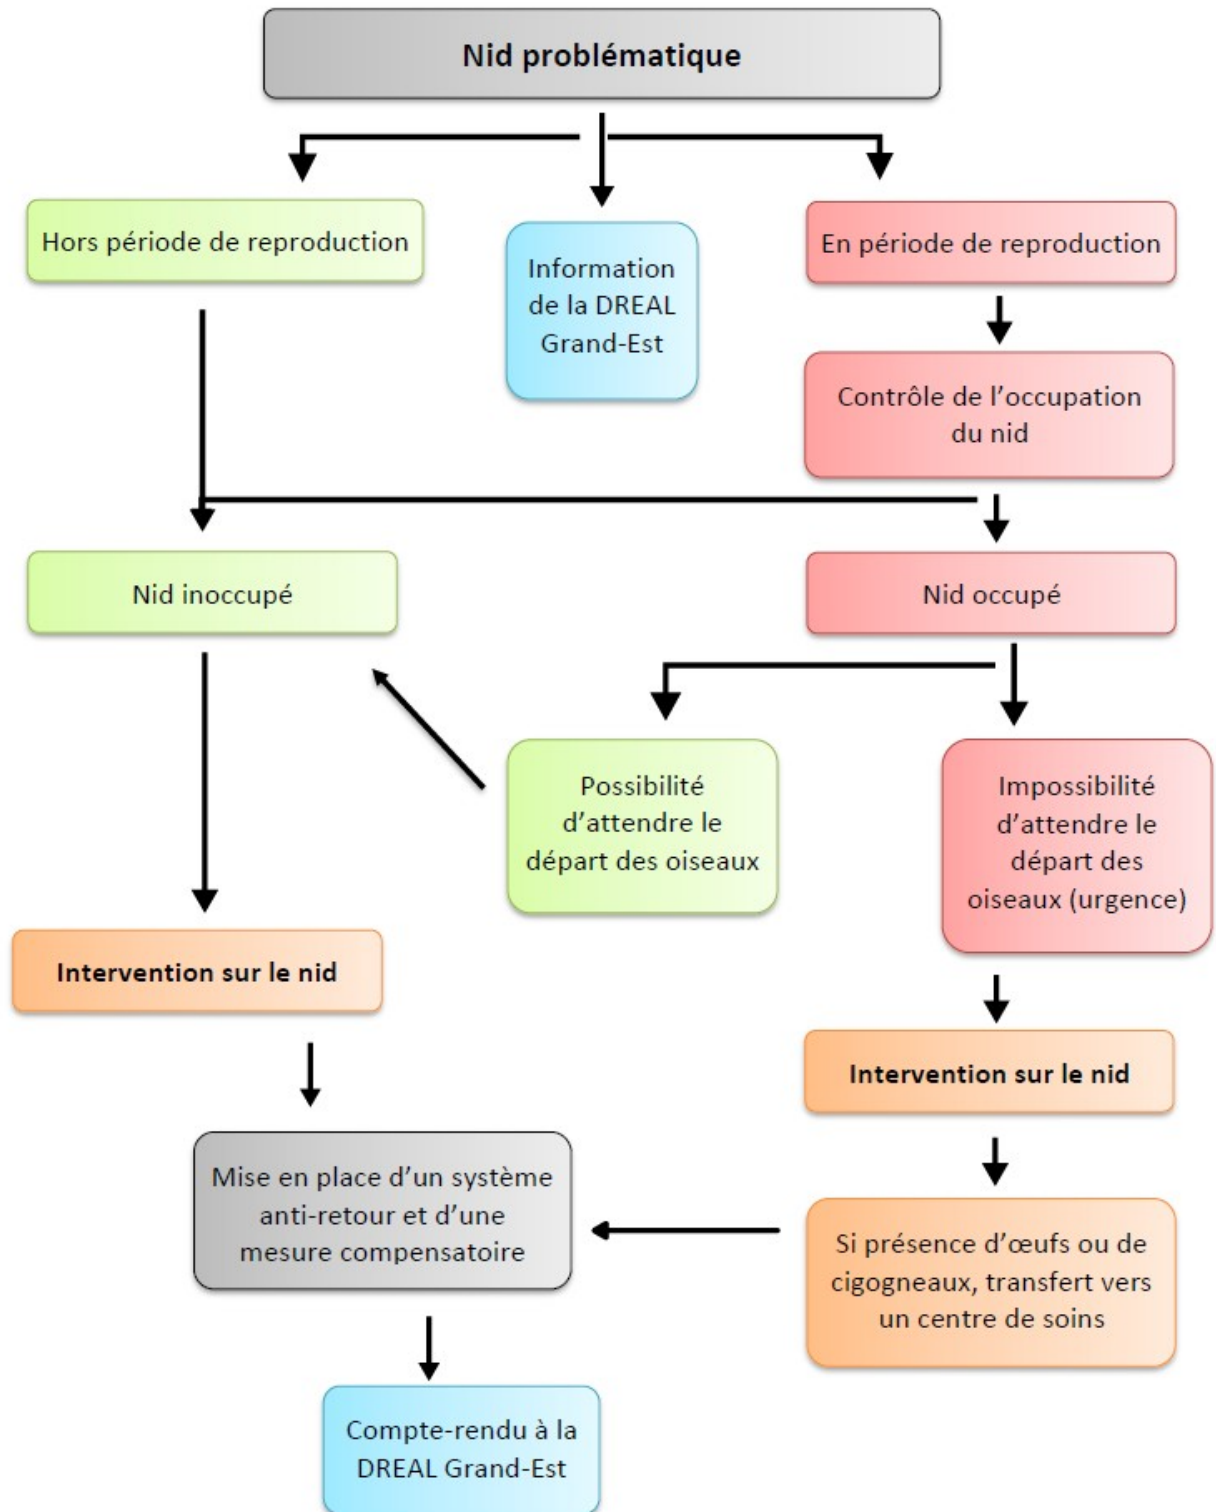 Nid problématique
Hors période de reproduction
Information
de la DREAL
Grand-Est
En période de reproduction
Contrôle de l’occupation
du nid
Nid inoccupé
Nid occupé
Possibilité
d’attendre le
départ des oiseaux
Impossibilité
d’attendre le
départ des
oiseaux (urgence)
Intervention sur le nid
Intervention sur le nid
Mise en place d’un système
anti-retour et d’une
mesure compensatoire
Si présence d’œufs ou de
cigogneaux, transfert vers
un centre de soins
Compte-rendu à la
DREAL Grand-Est